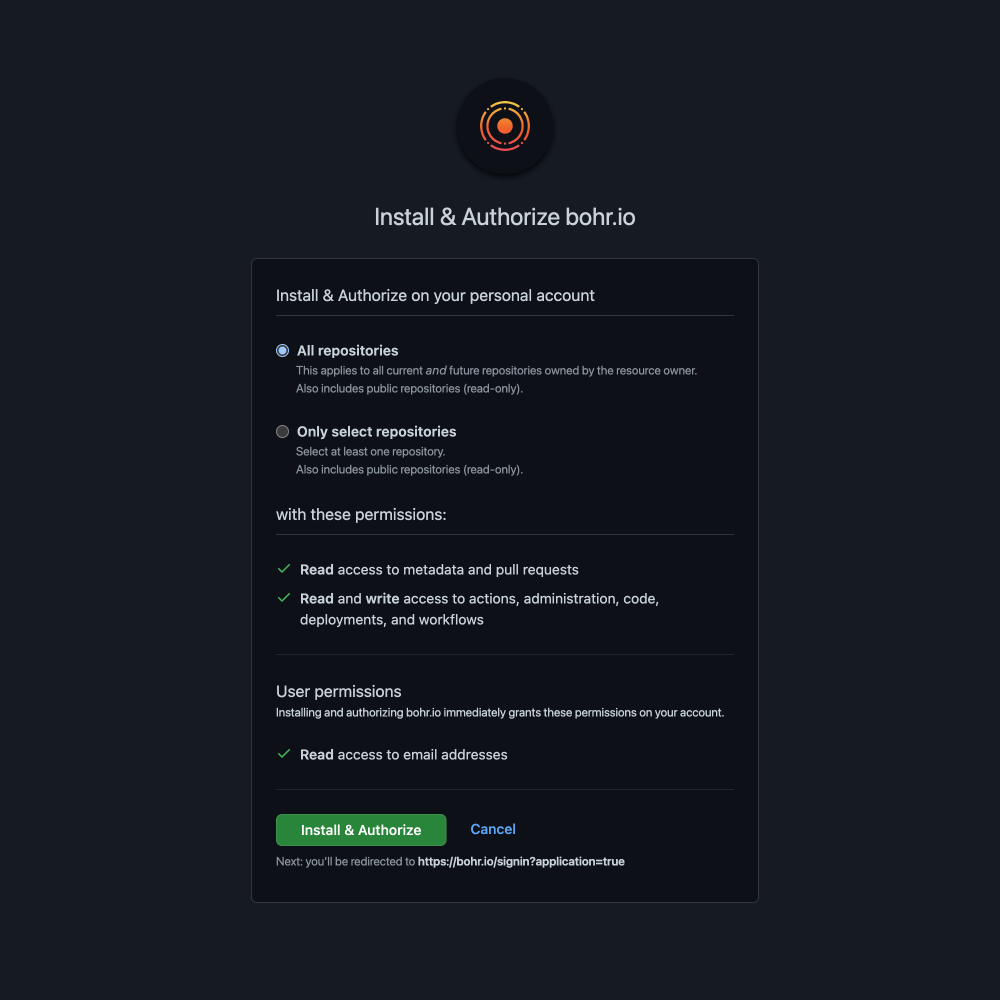 Install & Authorize bohr.io
Install & Authorize on your personal account
All repositories
This applies to all current and future repositories owned by the resource owner.
Also includes public repositories (read-only).
Only select repositories
Select at least one repository.
Also includes public repositories (read-only).
with these permissions:
Read access to metadata and pull requests
Read and write access to actions, administration, code,
deployments, and workflows
User permissions
Installing and authorizing bohr.io immediately grants these permissions on your account.
Read access to email addresses
Install & Authorize Cancel
Next: you'll be redirected to https://bohr.io/signin?application=true